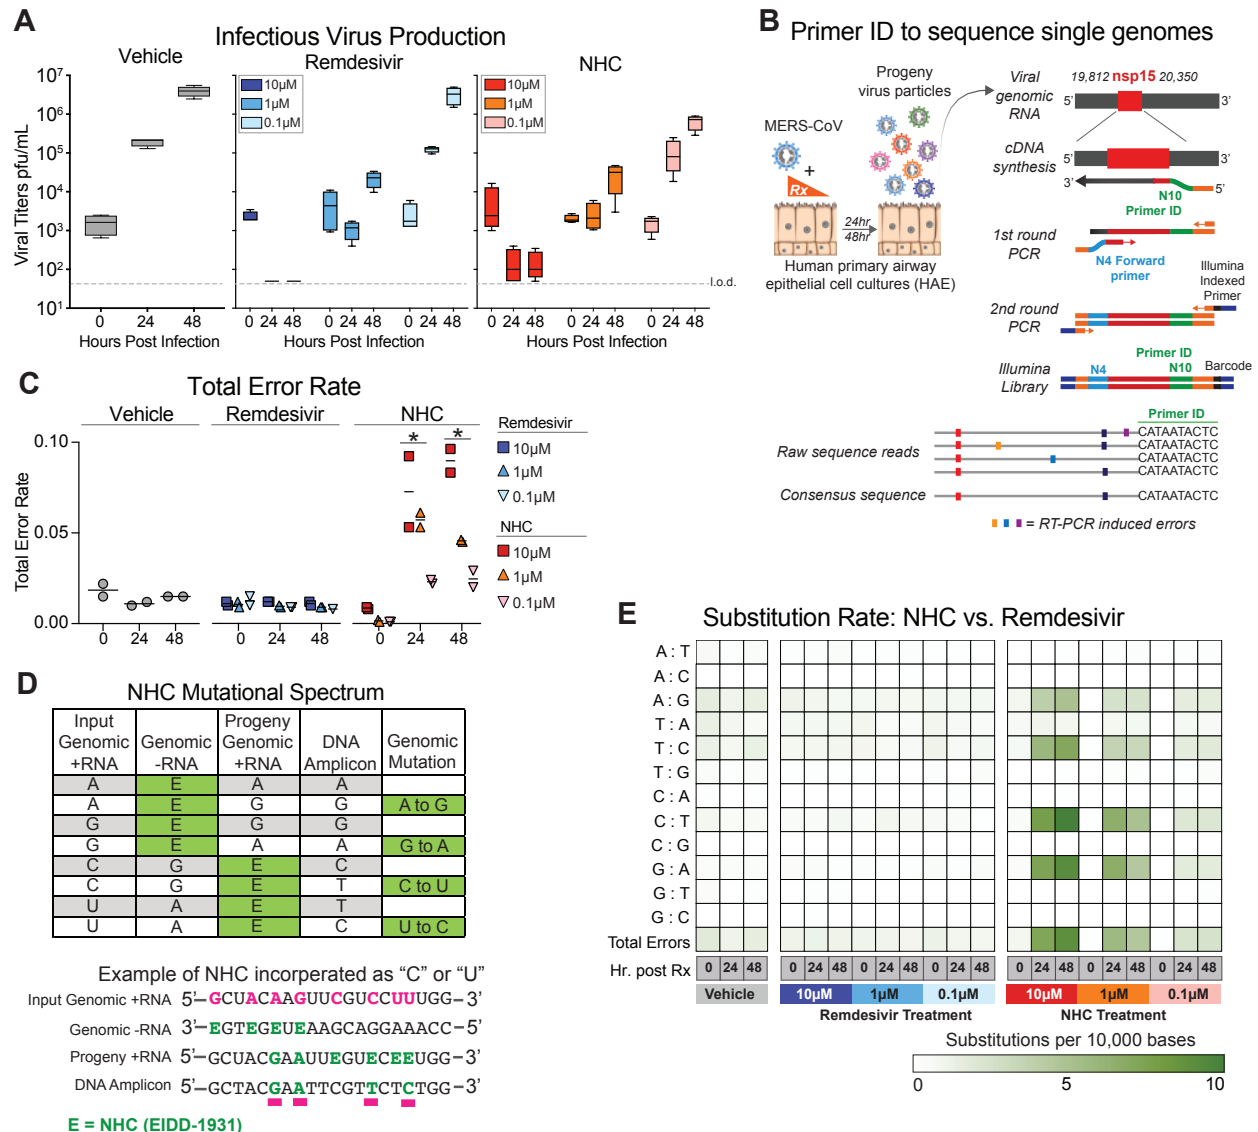 A
Infectious Virus Production
Vehicle
Remdesivir
NHC
10μM
1μM
0.1μM
10μM
1μM
0.1μM
Viral Titers pfu/mL
10⁷
10⁶
10⁵
10⁴
10³
10²
10¹
l.o.d.
0 24 48
0 24 48 0 24 48 0 24 48
0 24 48 0 24 48 0 24 48
Hours Post Infection
Hours Post Infection
Hours Post Infection
B
Primer ID to sequence single genomes
Progeny
virus particles
MERS-CoV
+
Rx
24hr
48hr
Human primary airway
epithelial cell cultures (HAE)
Viral
genomic
RNA
19,812 nsp15 20,350
5' 3'
cDNA
synthesis
5' 3'
3' 5'
N10
Primer ID
1st round
PCR
N4 Forward
primer
Illumina
Indexed
Primer
2nd round
PCR
Primer ID
Illumina
Library
N4 N10 Barcode
Primer ID
Raw sequence reads
CATAATACTC
CATAATACTC
CATAATACTC
CATAATACTC
Consensus sequence CATAATACTC
= RT-PCR induced errors
C
Total Error Rate
Vehicle
Remdesivir
NHC
Total Error Rate
0.10
0.05
0.00
* *
0 24 48
0 24 48
0 24 48
Remdesivir
10μM
1μM
0.1μM
NHC
10μM
1μM
0.1μM
D
NHC Mutational Spectrum
Input Genomic +RNA Genomic -RNA Progeny Genomic +RNA DNA Amplicon Genomic Mutation
A E A A
A E G G A to G
G E G G
G E A A G to A
C G E C
C G E T C to U
U A E T
U A E C U to C
Example of NHC incorperated as “C” or “U”
Input Genomic +RNA 5'–GCUACAAGUUCGUCCUUUGG–3'
Genomic -RNA 3'–EGTEGEUEAAGCAGGAAACC–5'
Progeny +RNA 5'–GCUACGAAUUEGUECEEUGG–3'
DNA Amplicon 5'–GCTACGAATTCGTTCTCTGG–3'
E = NHC (EIDD-1931)
E
Substitution Rate: NHC vs. Remdesivir
A : T
A : C
A : G
T : A
T : C
T : G
C : A
C : T
C : G
G : A
G : T
G : C
Total Errors
Hr. post Rx 0 24 48 0 24 48 0 24 48 0 24 48 0 24 48 0 24 48 0 24 48
Vehicle 10μM 1μM 0.1μM 10μM 1μM 0.1μM
Remdesivir Treatment NHC Treatment
Substitutions per 10,000 bases
0 5 10